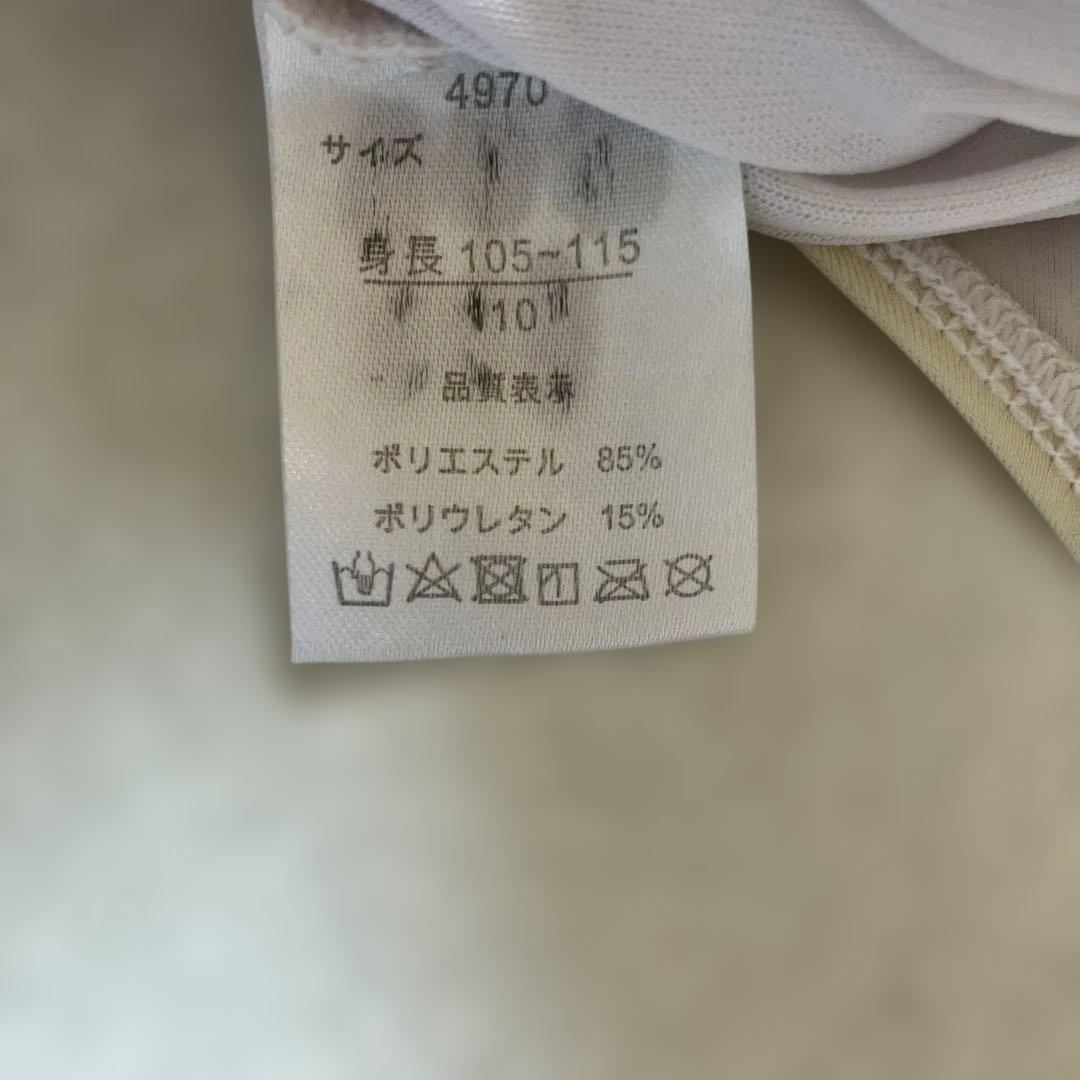 4970
サイズ
身長 105~115
110
品質表示
ポリエステル 85%
ポリウレタン 15%